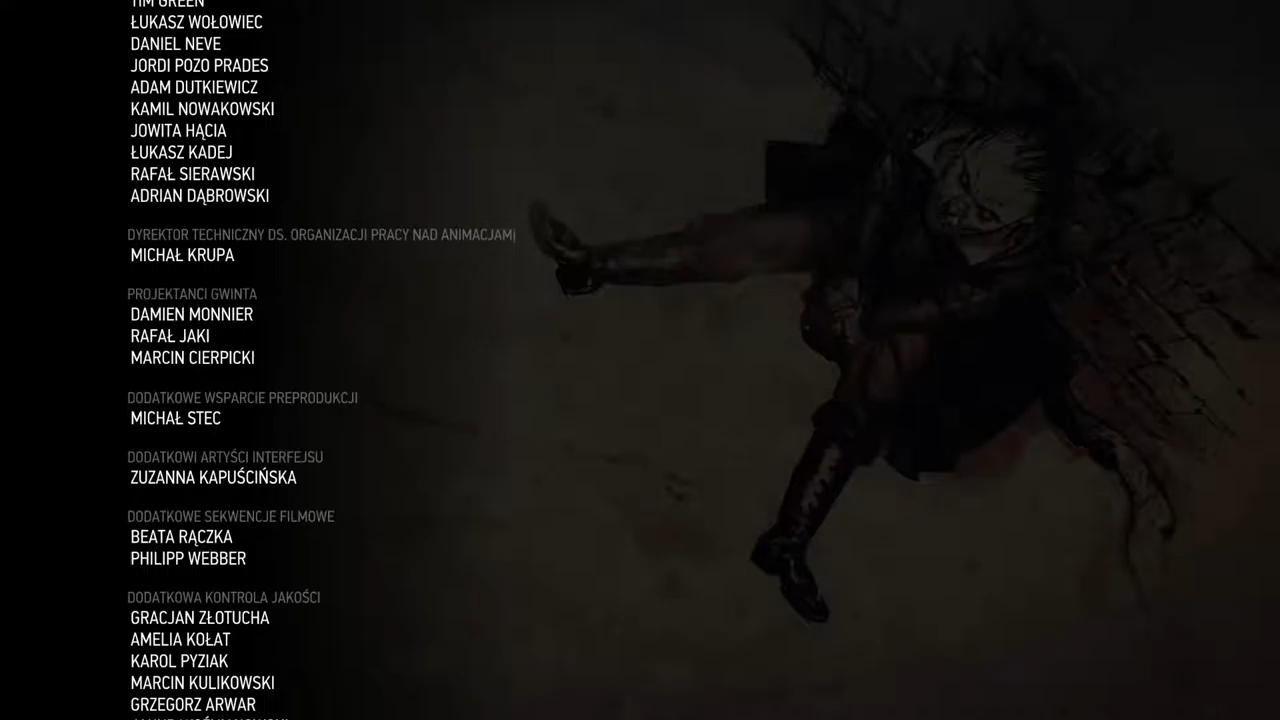 TIM GREEN
ŁUKASZ WOŁOWIEC
DANIEL NEVE
JORDI POZO PRADES
ADAM DUTKIEWICZ
KAMIL NOWAKOWSKI
JOWITA HĄCIA
ŁUKASZ KADEJ
RAFAŁ SIERAWSKI
ADRIAN DĄBROWSKI
DYREKTOR TECHNICZNY DS. ORGANIZACJI PRACY NAD ANIMACJAMI
MICHAŁ KRUPA
PROJEKTANCI GWINTA
DAMIEN MONNIER
RAFAŁ JAKI
MARCIN CIERPICKI
DODATKOWE WSPARCIE PREPRODUKCJI
MICHAŁ STEC
DODATKOWI ARTYŚCI INTERFEJSU
ZUZANNA KAPUŚCIŃSKA
DODATKOWE SEKWENCJE FILMOWE
BEATA RĄCZKA
PHILIPP WEBBER
DODATKOWA KONTROLA JAKOŚCI
GRACJAN ZŁOTUCHA
AMELIA KOŁAT
KAROL PYZIAK
MARCIN KULIKOWSKI
GRZEGORZ ARWAR